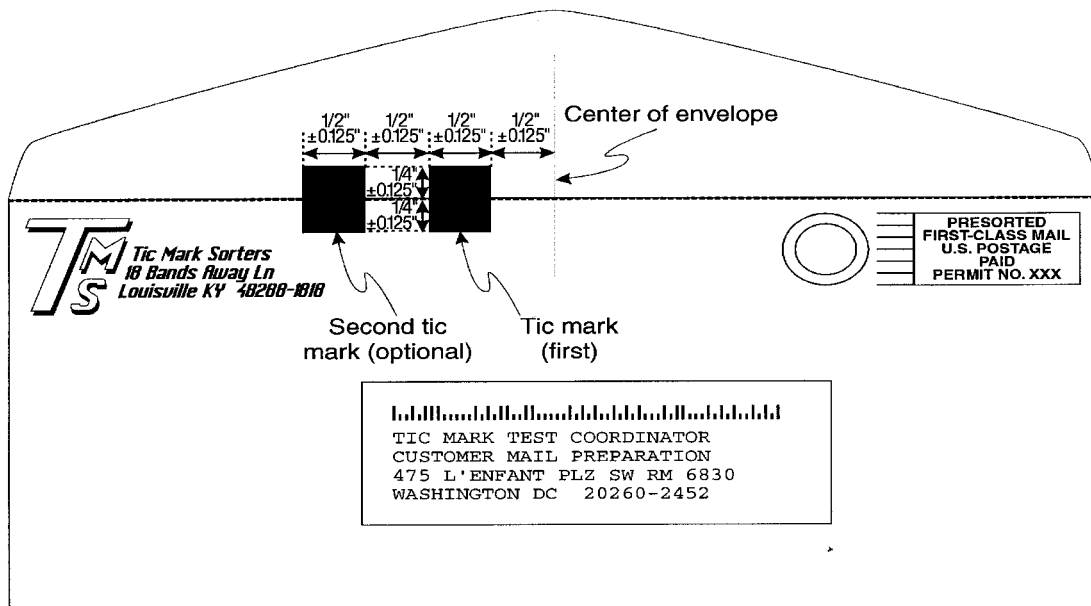 1/2" 1/2" 1/2" 1/2"
±0.125" ±0.125" ±0.125" ±0.125"
Center of envelope
1/4"
±0.125"
1/4"
±0.125"
TMS
Tic Mark Sorters
18 Bands Away Ln
Louisville KY 48288-1818
PRESORTED
FIRST-CLASS MAIL
U.S. POSTAGE
PAID
PERMIT NO. XXX
Second tic
mark (optional)
Tic mark
(first)
TIC MARK TEST COORDINATOR
CUSTOMER MAIL PREPARATION
475 L'ENFANT PLZ SW RM 6830
WASHINGTON DC 20260-2452